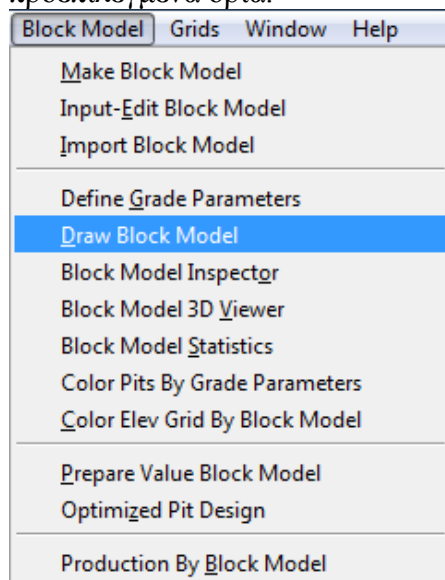 προεπιλεγμένα όρια.
Block Model Grids Window Help
Make Block Model
Input-Edit Block Model
Import Block Model
Define Grade Parameters
Draw Block Model
Block Model Inspector
Block Model 3D Viewer
Block Model Statistics
Color Pits By Grade Parameters
Color Elev Grid By Block Model
Prepare Value Block Model
Optimized Pit Design
Production By Block Model